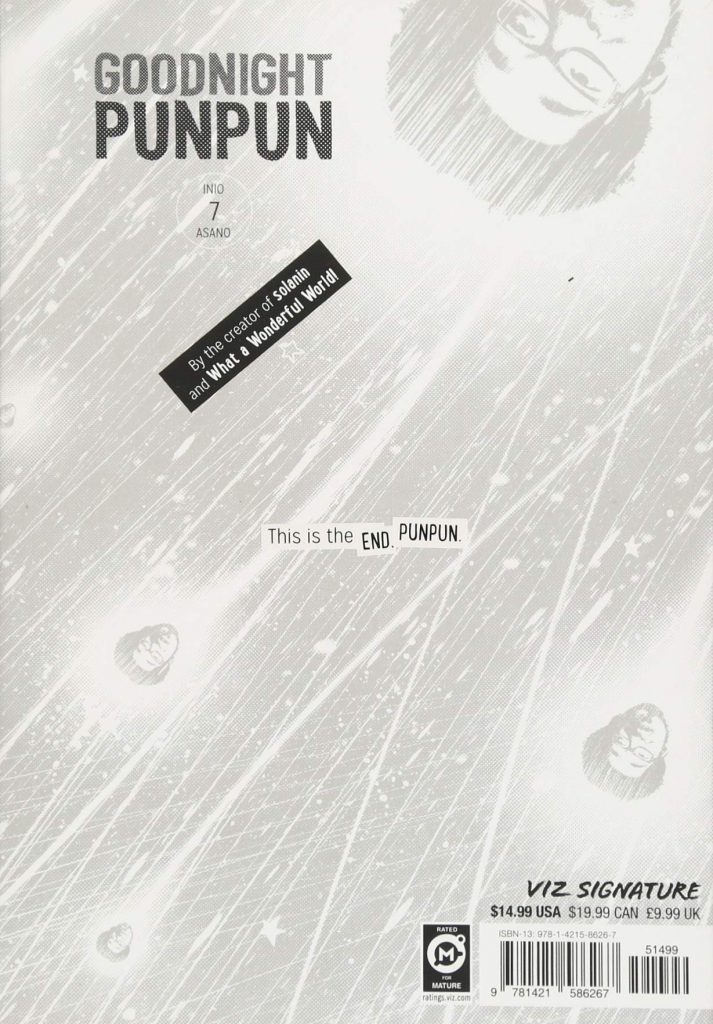 GOODNIGHT
PUNPUN
INIO
7
ASANO
By the creator of solanin
and What a Wonderful World!
This is the END, PUNPUN.
VIZ SIGNATURE
$14.99 USA $19.99 CAN £9.99 UK
ISBN-13: 978-1-4215-8626-7
51499
9 781421 586267
RATED
M
FOR
MATURE
ratings.viz.com